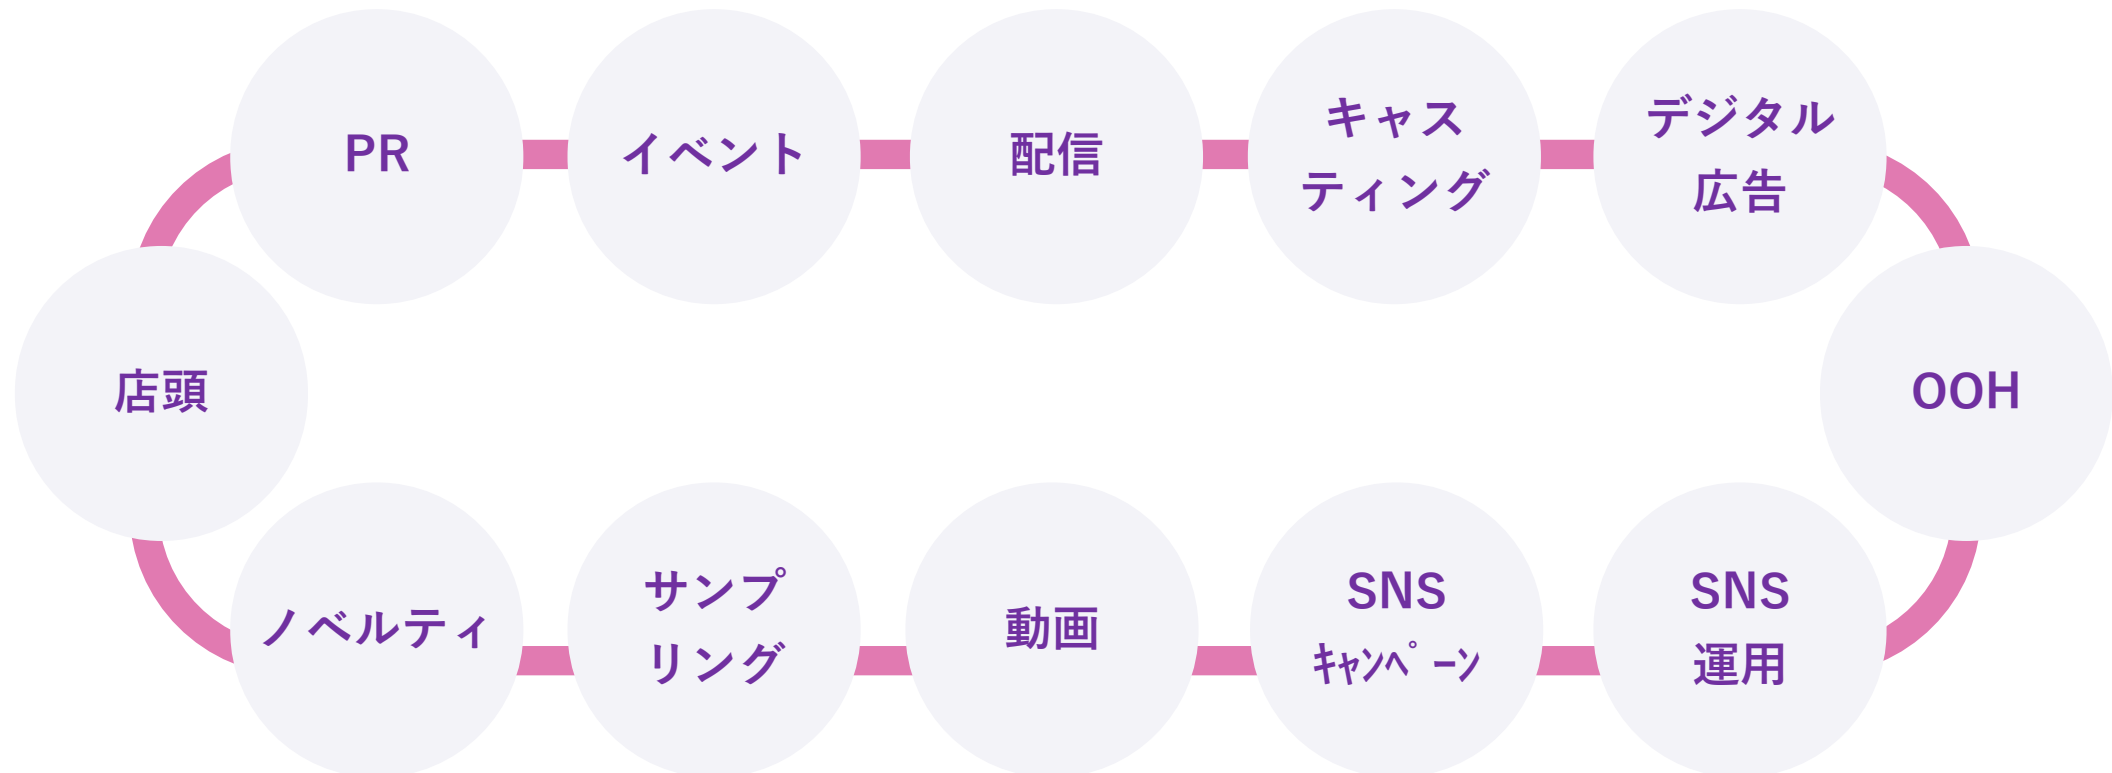 PR
イベント
配信
キャス
ティング
デジタル
広告
店頭
OOH
ノベルティ
サンプ
リング
動画
SNS
ｷｬﾝﾍﾟｰﾝ
SNS
運用